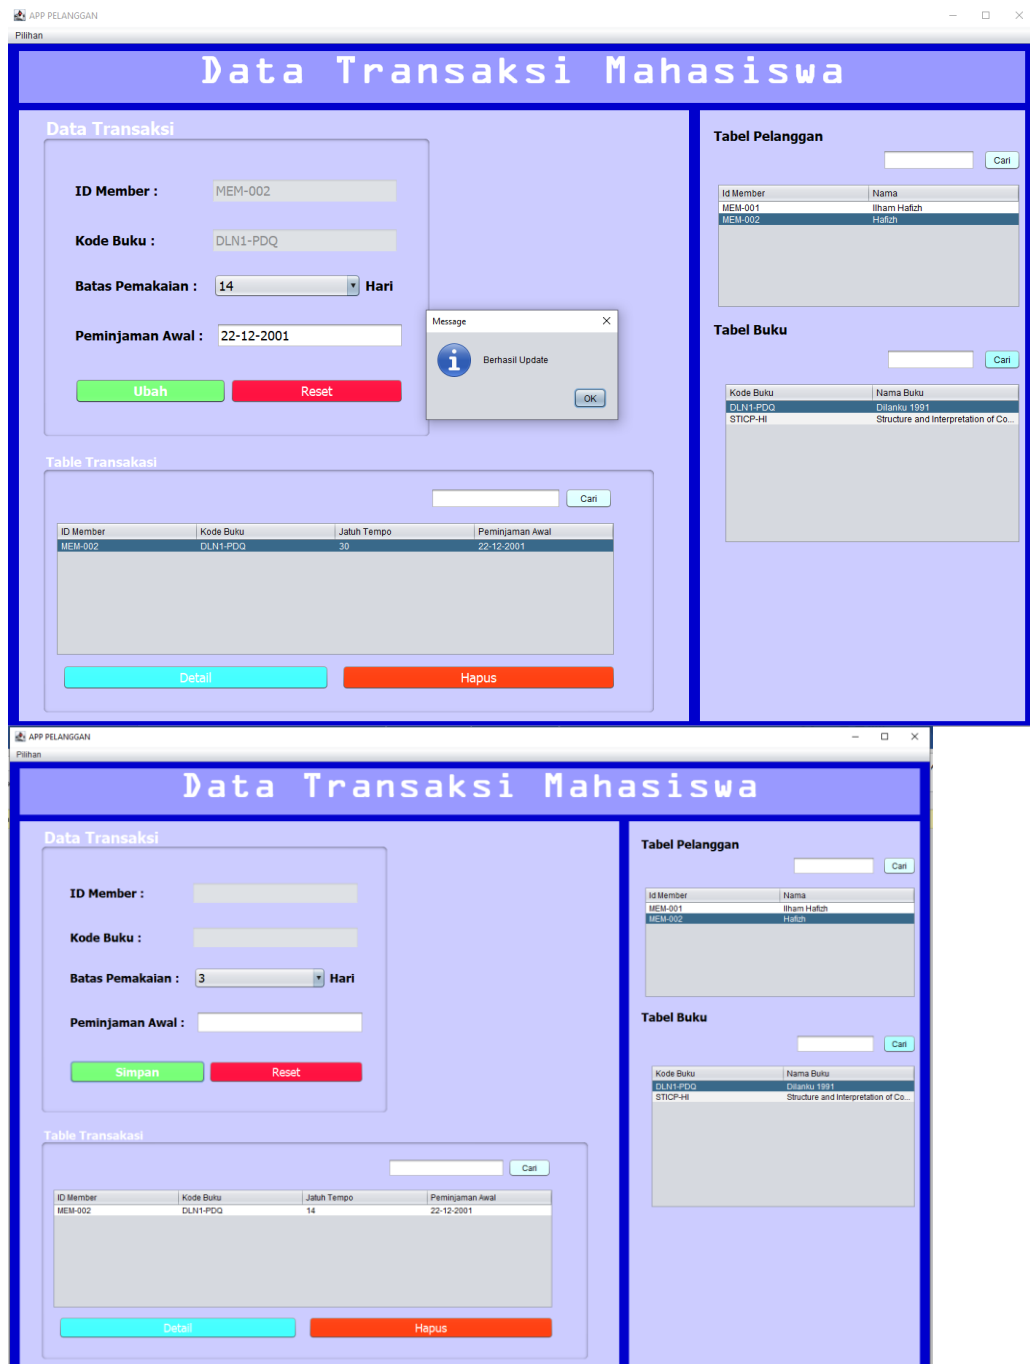 APP PELANGGAN
Pilihan
Data Transaksi Mahasiswa
Data Transaksi
ID Member : MEM-002
Kode Buku : DLN1-PDQ
Batas Pemakaian : 14 Hari
Peminjaman Awal : 22-12-2001
Ubah Reset
Message
Berhasil Update
OK
Table Transakasi
Cari
ID Member Kode Buku Jatuh Tempo Peminjaman Awal
MEM-002 DLN1-PDQ 30 22-12-2001
Detail Hapus
Tabel Pelanggan
Cari
Id Member Nama
MEM-001 Ilham Hafizh
MEM-002 Hafizh
Tabel Buku
Cari
Kode Buku Nama Buku
DLN1-PDQ Dilanku 1991
STICP-HI Structure and Interpretation of Co...
APP PELANGGAN
Pilihan
Data Transaksi Mahasiswa
Data Transaksi
ID Member :
Kode Buku :
Batas Pemakaian : 3 Hari
Peminjaman Awal :
Simpan Reset
Table Transakasi
Cari
ID Member Kode Buku Jatuh Tempo Peminjaman Awal
MEM-002 DLN1-PDQ 14 22-12-2001
Detail Hapus
Tabel Pelanggan
Cari
Id Member Nama
MEM-001 Ilham Hafizh
MEM-002 Hafizh
Tabel Buku
Cari
Kode Buku Nama Buku
DLN1-PDQ Dilanku 1991
STICP-HI Structure and Interpretation of Co...